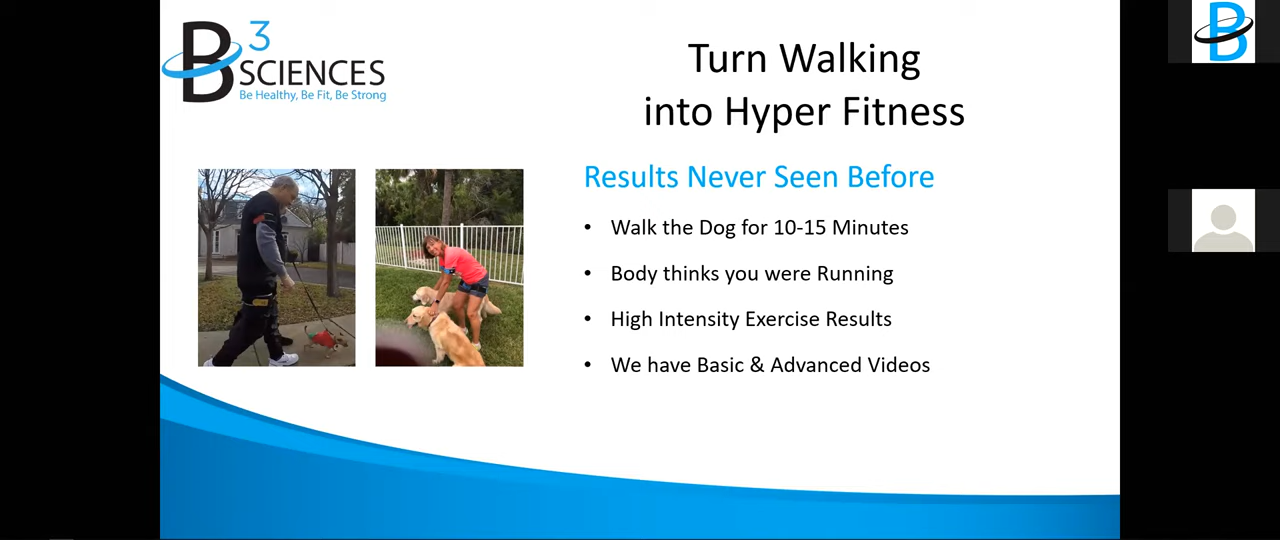 B3 SCIENCES
Be Healthy, Be Fit, Be Strong
Turn Walking
into Hyper Fitness
Results Never Seen Before
• Walk the Dog for 10-15 Minutes
• Body thinks you were Running
• High Intensity Exercise Results
• We have Basic & Advanced Videos
B